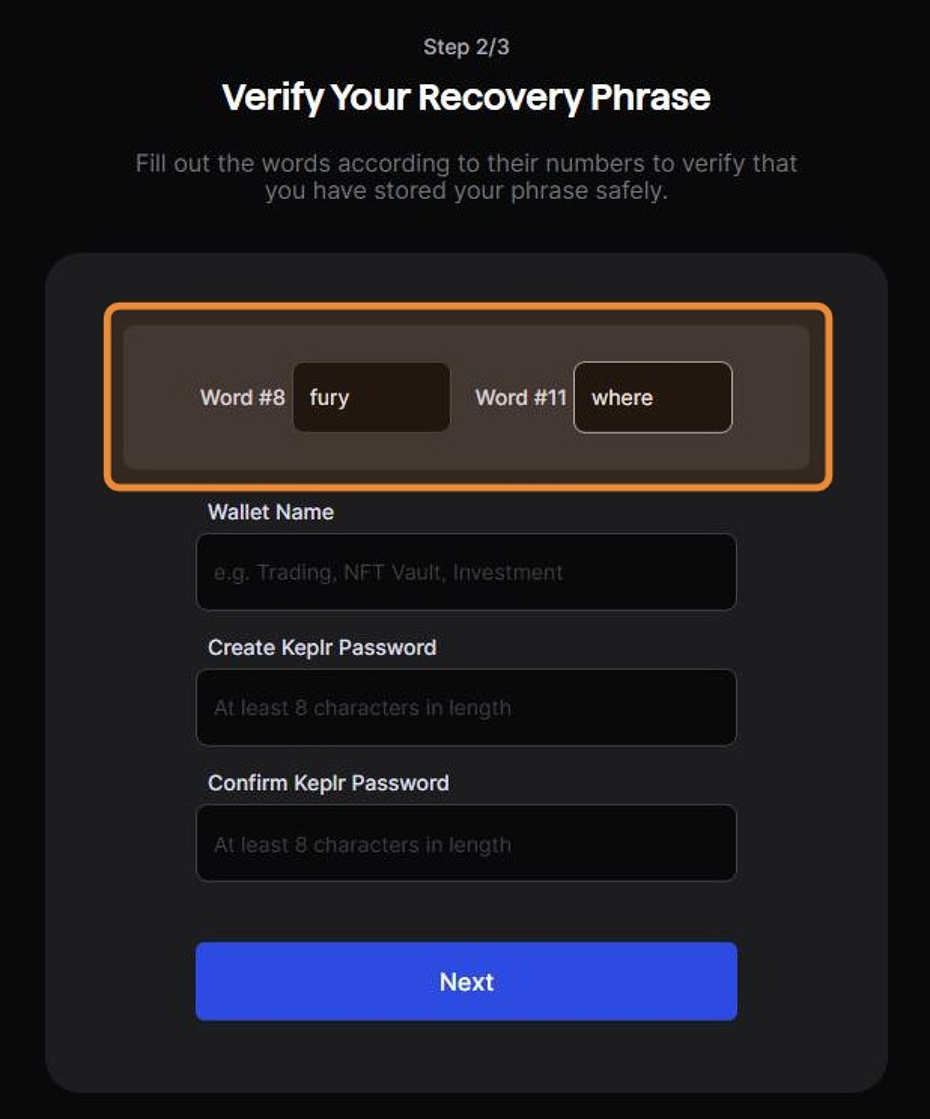 Step 2/3
Verify Your Recovery Phrase
Fill out the words according to their numbers to verify that
you have stored your phrase safely.
Word #8 fury Word #11 where
Wallet Name
e.g. Trading, NFT Vault, Investment
Create Keplr Password
At least 8 characters in length
Confirm Keplr Password
At least 8 characters in length
Next